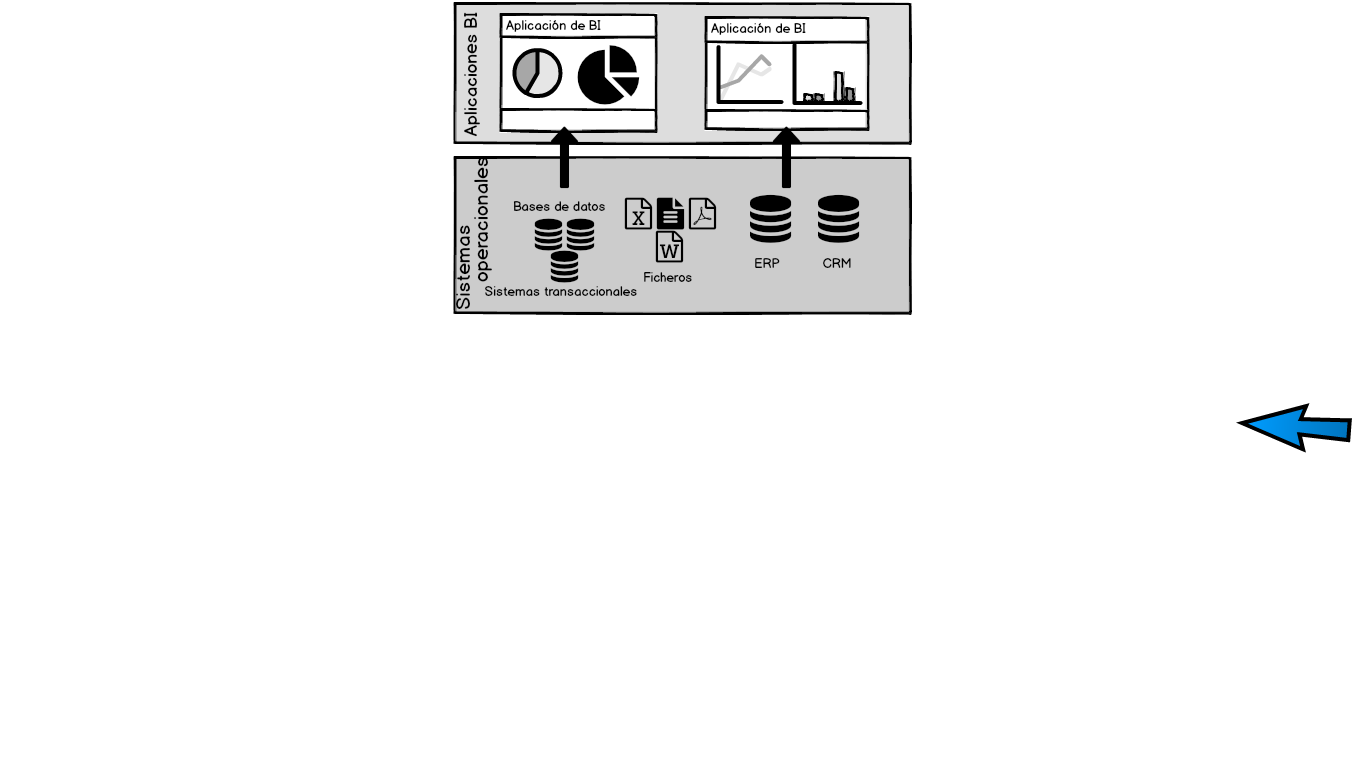 Aplicaciones BI
Aplicación de BI
Aplicación de BI
Sistemas
operacionales
Bases de datos
X
W
Sistemas transaccionales
Ficheros
ERP
CRM